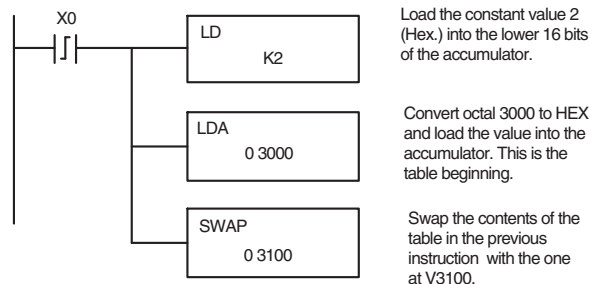 X0
LD
K2
Load the constant value 2
(Hex.) into the lower 16 bits
of the accumulator.
LDA
0 3000
Convert octal 3000 to HEX
and load the value into the
accumulator. This is the
table beginning.
SWAP
0 3100
Swap the contents of the
table in the previous
instruction with the one
at V3100.